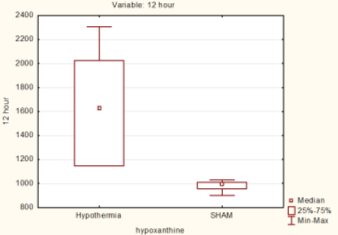 Variable: 12 hour
2400
2200
2000
1800
1600
1400
1200
1000
800
12 hour
Hypothermia SHAM
hypoxanthine
Median
25%-75%
Min-Max